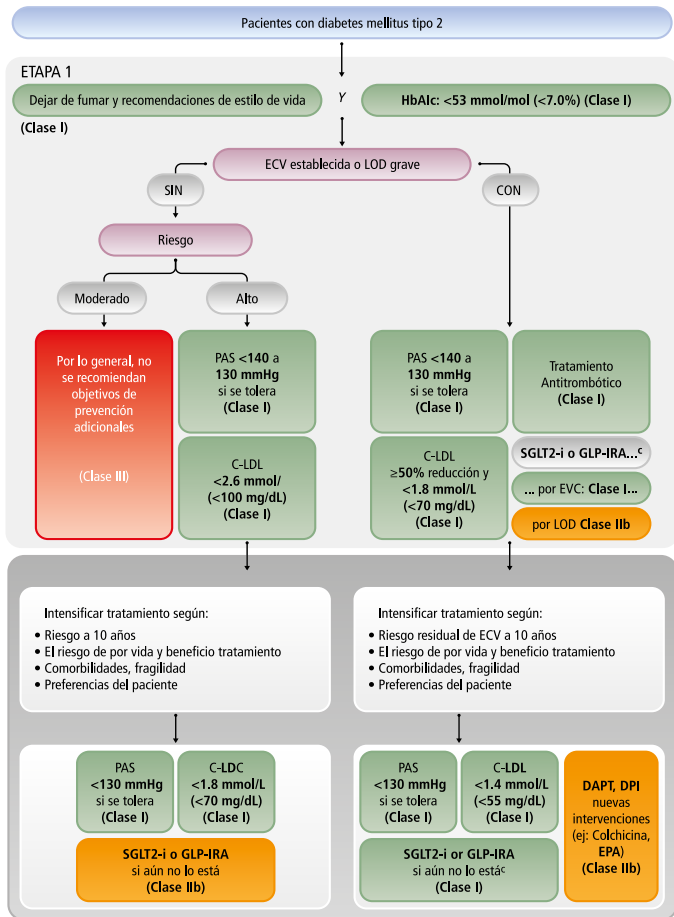 Pacientes con diabetes mellitus tipo 2
ETAPA 1
Dejar de fumar y recomendaciones de estilo de vida
(Clase I)
Y
HbAIc: <53 mmol/mol (<7.0%) (Clase I)
ECV establecida o LOD grave
SIN
CON
Riesgo
Moderado
Alto
Por lo general, no
se recomiendan
objetivos de
prevención
adicionales
(Clase III)
PAS <140 a
130 mmHg
si se tolera
(Clase I)
C-LDL
<2.6 mmol/
(<100 mg/dL)
(Clase I)
PAS <140 a
130 mmHg
si se tolera
(Clase I)
C-LDL
≥50% reducción y
<1.8 mmol/L
(<70 mg/dL)
(Clase I)
Tratamiento
Antitrombótico
(Clase I)
SGLT2-i o GLP-IRA...c
... por EVC: Clase I...
por LOD Clase IIb
Intensificar tratamiento según:
• Riesgo a 10 años
• El riesgo de por vida y beneficio tratamiento
• Comorbilidades, fragilidad
• Preferencias del paciente
Intensificar tratamiento según:
• Riesgo residual de ECV a 10 años
• El riesgo de por vida y beneficio tratamiento
• Comorbilidades, fragilidad
• Preferencias del paciente
PAS
<130 mmHg
si se tolera
(Clase I)
C-LDC
<1.8 mmol/L
(<70 mg/dL)
(Clase I)
SGLT2-i o GLP-IRA
si aún no lo está
(Clase IIb)
PAS
<130 mmHg
si se tolera
(Clase I)
C-LDL
<1.4 mmol/L
(<55 mg/dL)
(Clase I)
SGLT2-i or GLP-IRA
si aún no lo estác
(Clase I)
DAPT, DPI
nuevas
intervenciones
(ej: Colchicina,
EPA)
(Clase IIb)